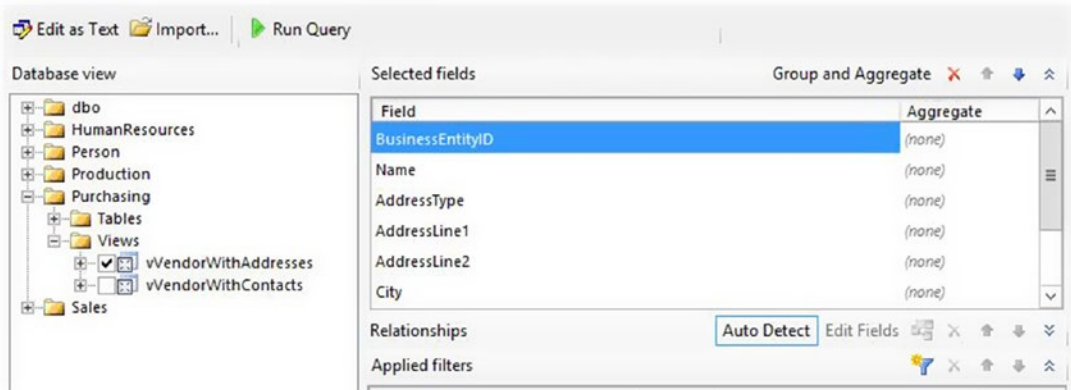 Edit as Text Import... Run Query
Database view
dbo
HumanResources
Person
Production
Purchasing
Tables
Views
vVendorWithAddresses
vVendorWithContacts
Sales
Selected fields Group and Aggregate
Field Aggregate
BusinessEntityID (none)
Name (none)
AddressType (none)
AddressLine1 (none)
AddressLine2 (none)
City (none)
Relationships Auto Detect Edit Fields
Applied filters